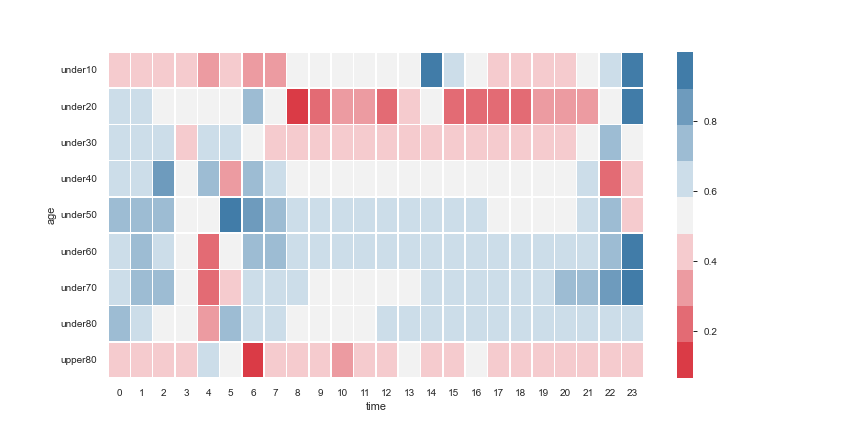 under10
under20
under30
under40
under50
under60
under70
under80
upper80
age
0 1 2 3 4 5 6 7 8 9 10 11 12 13 14 15 16 17 18 19 20 21 22 23
time
0.8
0.6
0.4
0.2